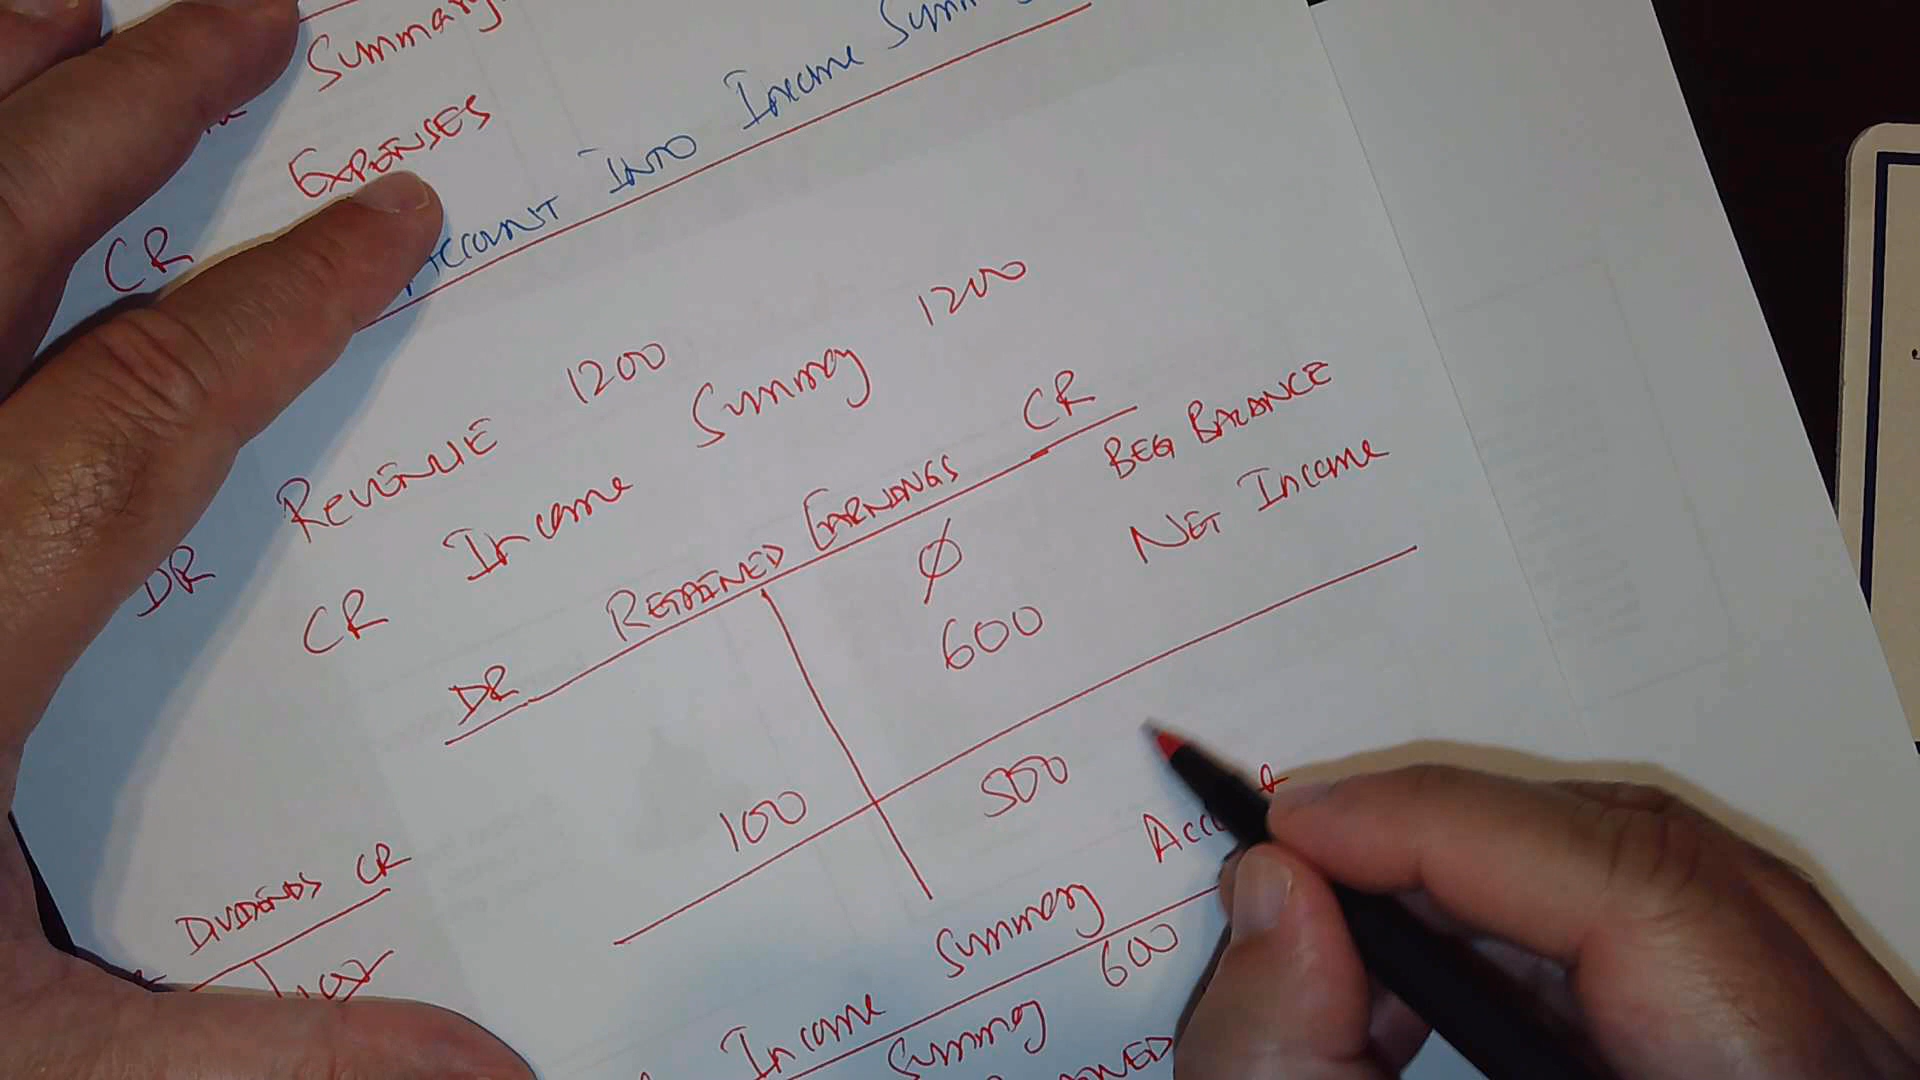 Summary
EXPENSES
CR
ACCOUNT INTO Income
DR REVENUE 1200
CR Income Summary 1200
DR RETAINED EARNINGS CR
Ø BEG BALANCE
600 NET Income
100 500
DIVIDENDS CR
Income Summary
Summary 600